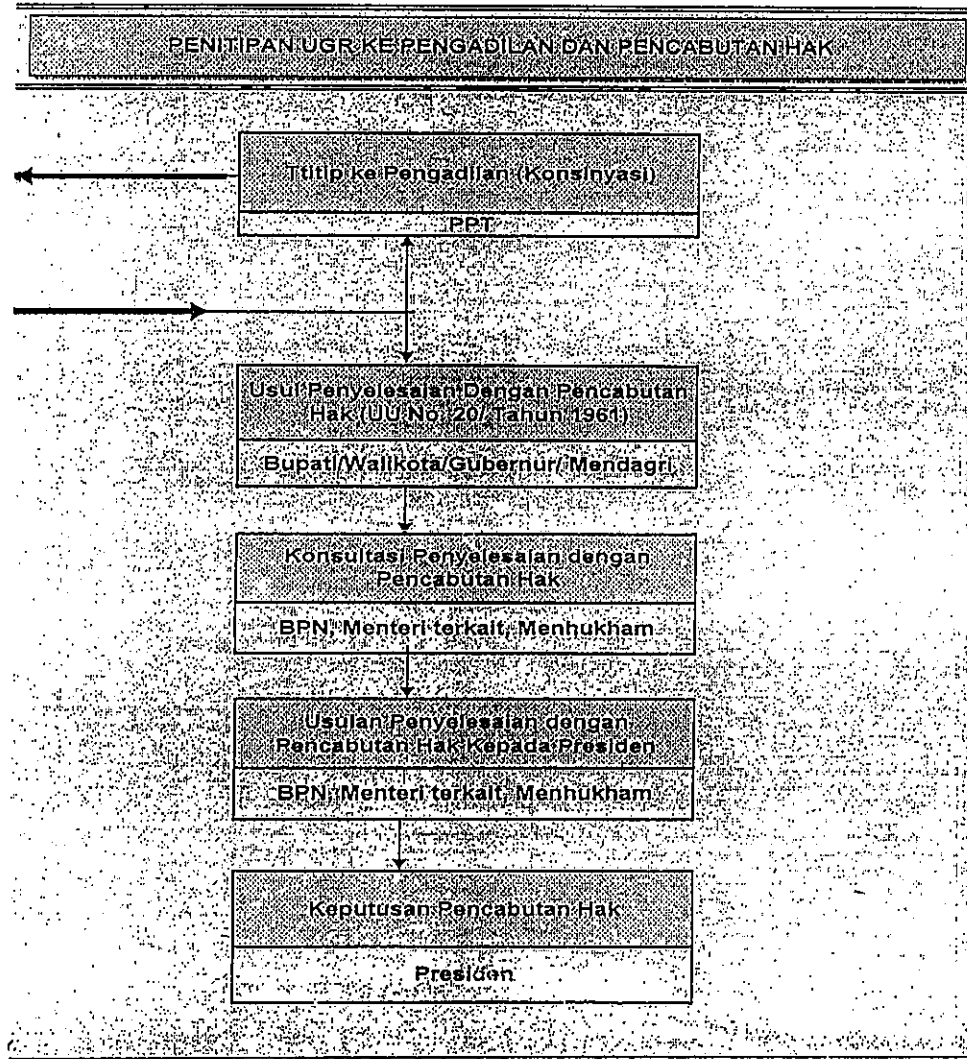 PENITIPAN UGR KE PENGADILAN DAN PENCABUTAN HAK
Ttitip ke Pengadilan (Konsinyasi)
PPT
Usul Penyelesaian Dengan Pencabutan
Hak (UU No. 20/ Tahun 1961)
Bupati/Walikota/Gubernur/ Mendagri
Konsultasi Penyelesaian dengan
Pencabutan Hak
BPN, Menteri terkait, Menhukham
Usulan Penyelesaian dengan
Pencabutan Hak Kepada Presiden
BPN, Menteri terkait, Menhukham
Keputusan Pencabutan Hak
Presiden